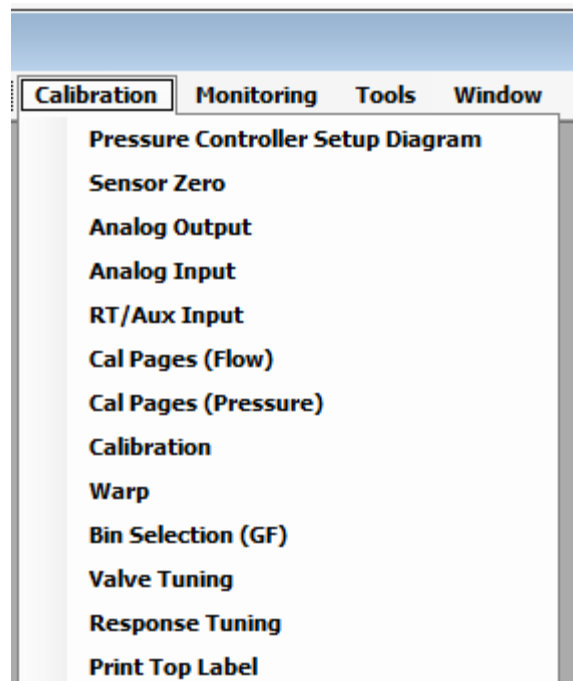 Calibration Monitoring Tools Window
Pressure Controller Setup Diagram
Sensor Zero
Analog Output
Analog Input
RT/Aux Input
Cal Pages (Flow)
Cal Pages (Pressure)
Calibration
Warp
Bin Selection (GF)
Valve Tuning
Response Tuning
Print Top Label